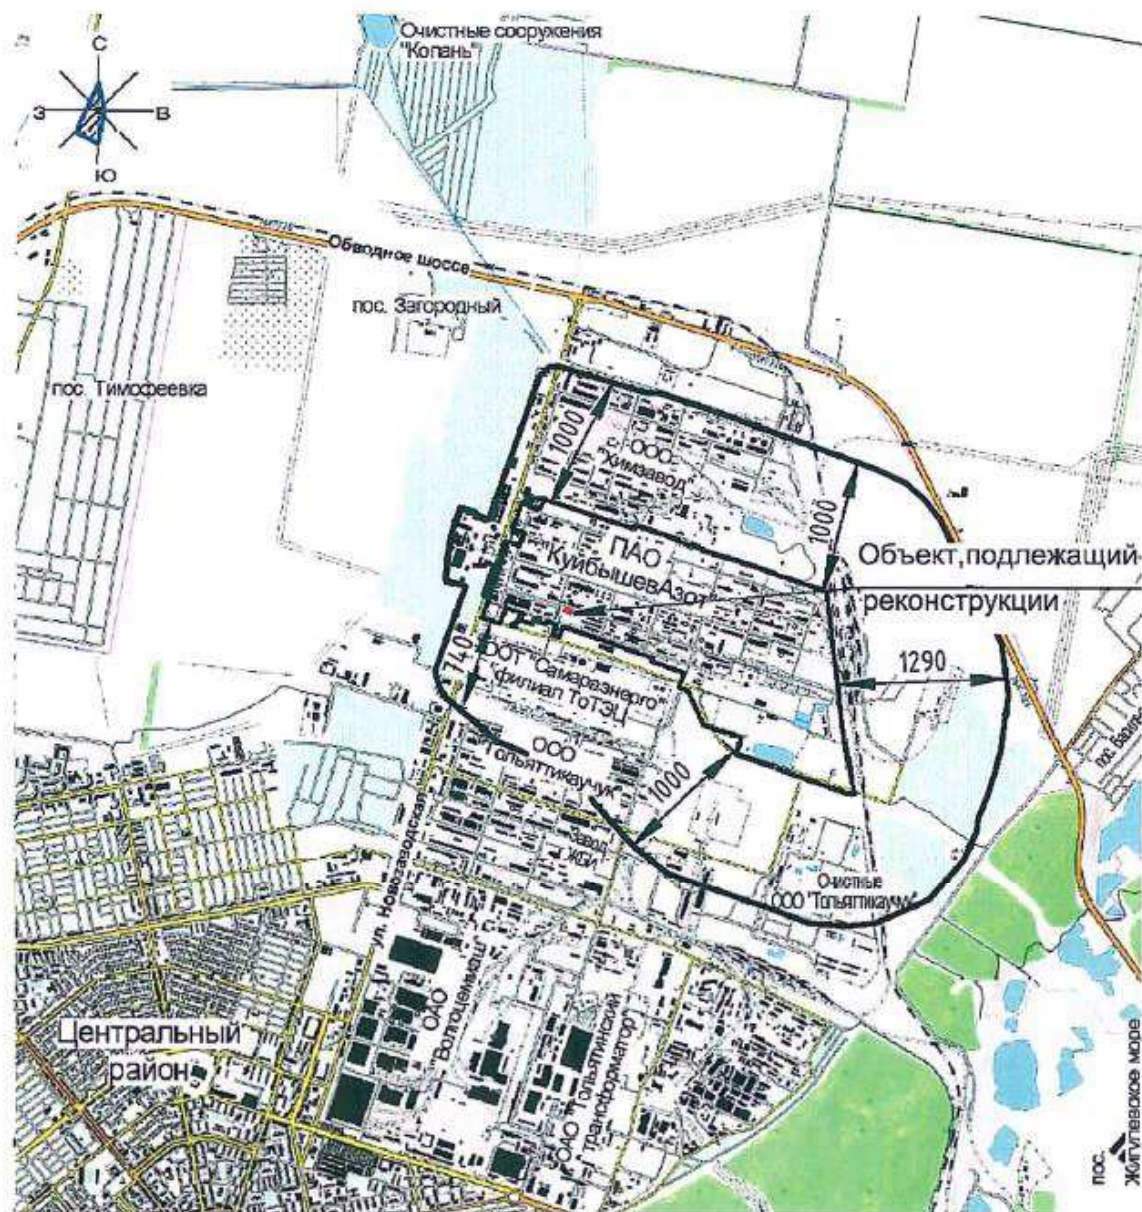 Очистные сооружения
"Копань"
С
З
В
Ю
Обводное шоссе
пос. Загородный
пос. Тимофеевка
1000
ООО
"Химзавод"
1000
ПАО
"КуйбышевАзот"
Объект,подлежащий
реконструкции
740
ООТ "Самараэнерго"
"филиал ТоТЭЦ
1290
ООО
"Тольяттикаучук"
1000
Завод
ЖБИ
Очистные
ООО "Тольяттикаучук"
ул. Новозаводская
ОАО
"Волгоцеммаш"
ОАО "Тольяттинский
трансформатор"
Центральный
район
пос.
Жигулевское море